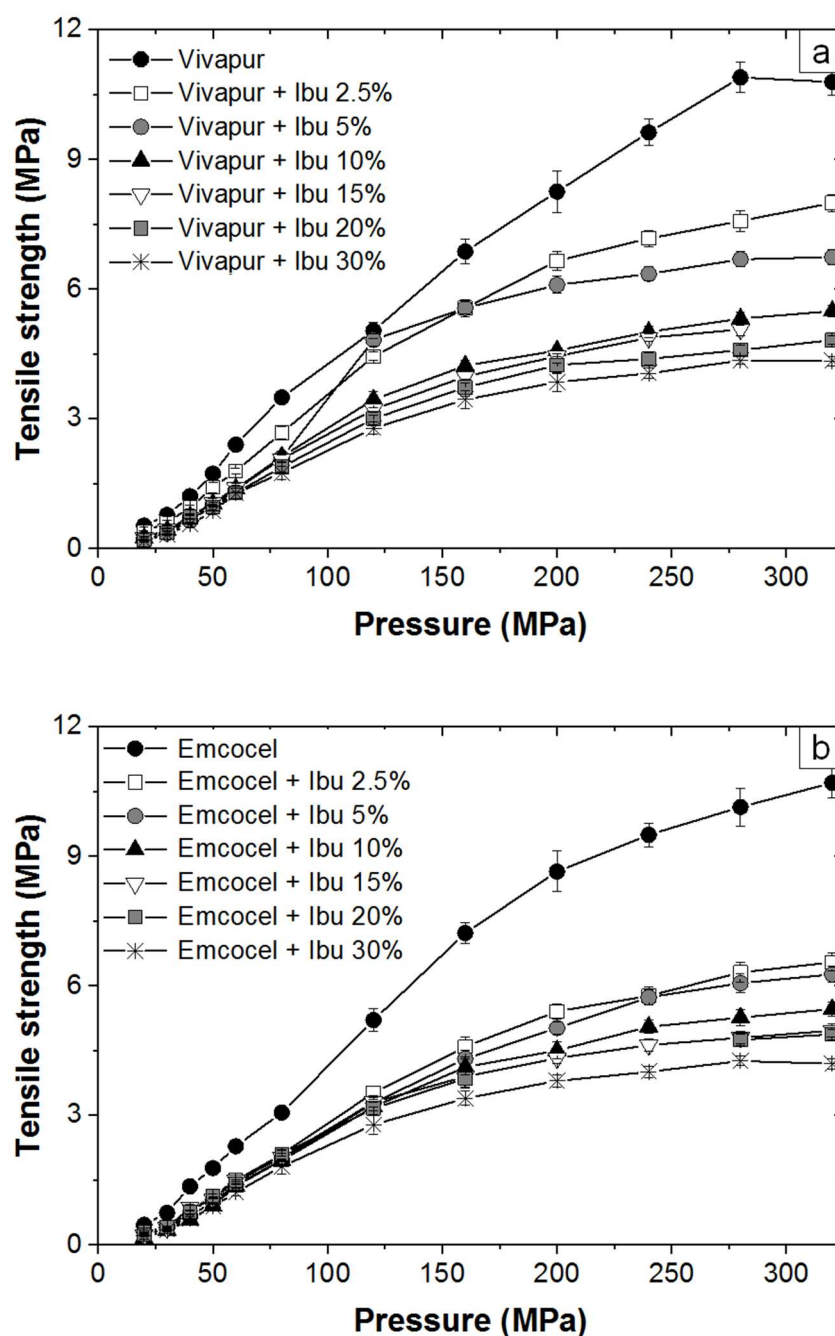 12
a
Vivapur
Vivapur + Ibu 2.5%
Vivapur + Ibu 5%
9
Vivapur + Ibu 10%
Vivapur + Ibu 15%
Vivapur + Ibu 20%
Vivapur + Ibu 30%
6
3
0
Tensile strength (MPa)
0 50 100 150 200 250 300
Pressure (MPa)
12
b
Emcocel
Emcocel + Ibu 2.5%
Emcocel + Ibu 5%
9
Emcocel + Ibu 10%
Emcocel + Ibu 15%
Emcocel + Ibu 20%
Emcocel + Ibu 30%
6
3
0
Tensile strength (MPa)
0 50 100 150 200 250 300
Pressure (MPa)